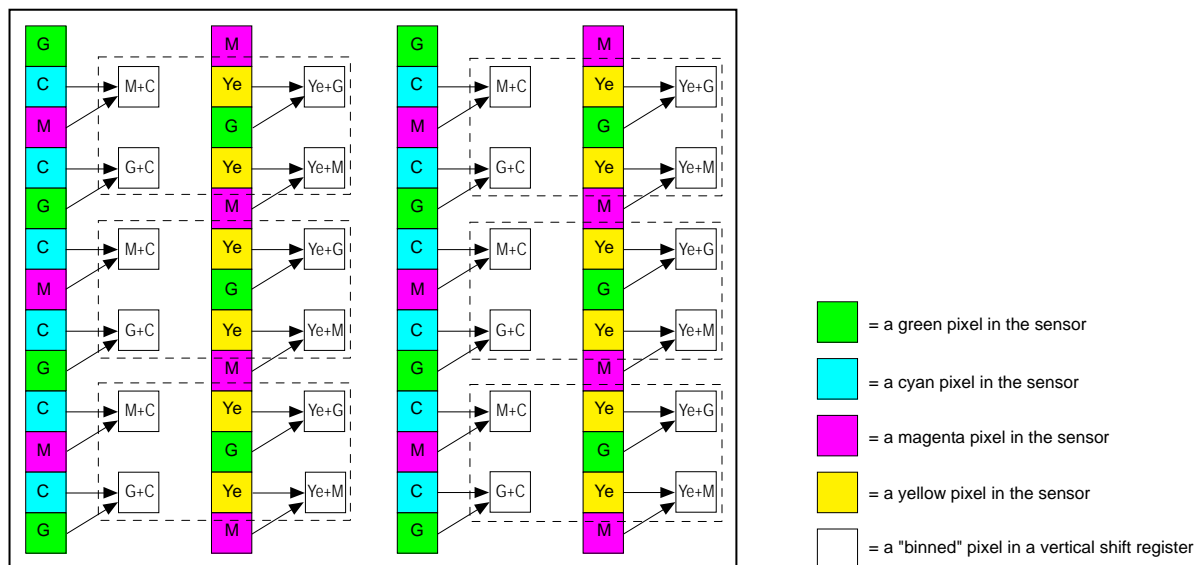 G M G M
C M+C Ye Ye+G C M+C Ye Ye+G
M G M G
C G+C Ye Ye+M C G+C Ye Ye+M
G M G M
C M+C Ye Ye+G C M+C Ye Ye+G
M G M G
C G+C Ye Ye+M C G+C Ye Ye+M
G M G M
C M+C Ye Ye+G C M+C Ye Ye+G
M G M G
C G+C Ye Ye+M C G+C Ye Ye+M
G M G M
= a green pixel in the sensor
= a cyan pixel in the sensor
= a magenta pixel in the sensor
= a yellow pixel in the sensor
= a "binned" pixel in a vertical shift register